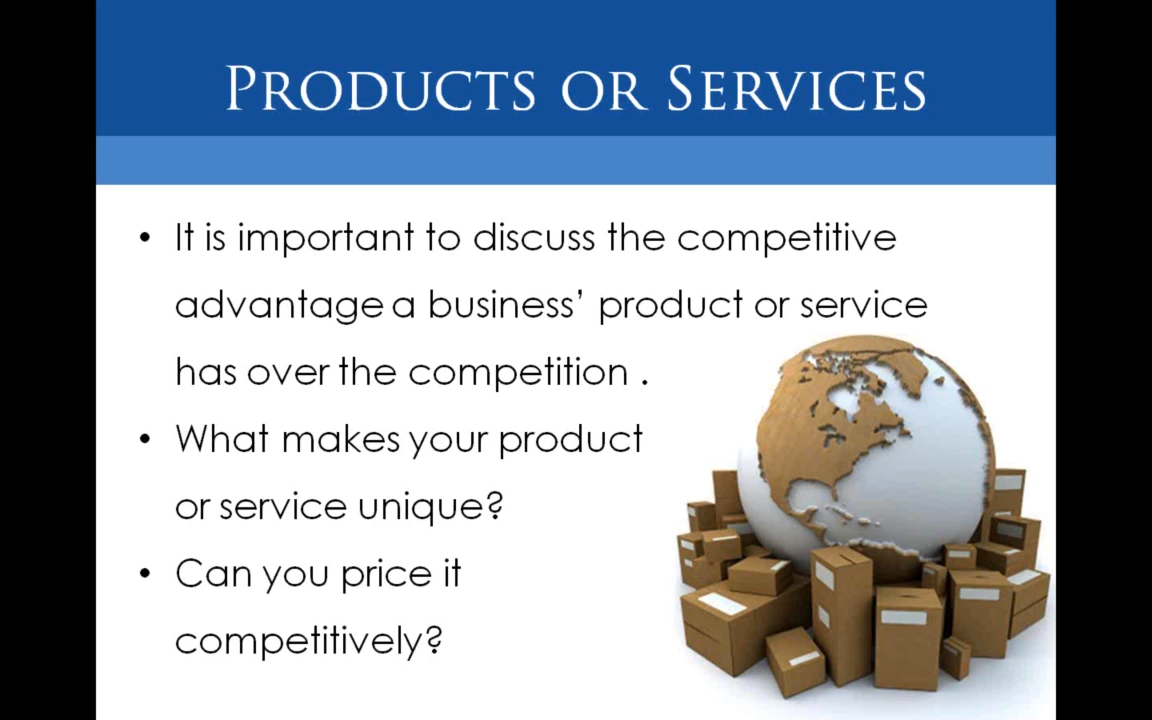 Products or Services
• It is important to discuss the competitive
advantage a business’ product or service
has over the competition .
• What makes your product
or service unique?
• Can you price it
competitively?